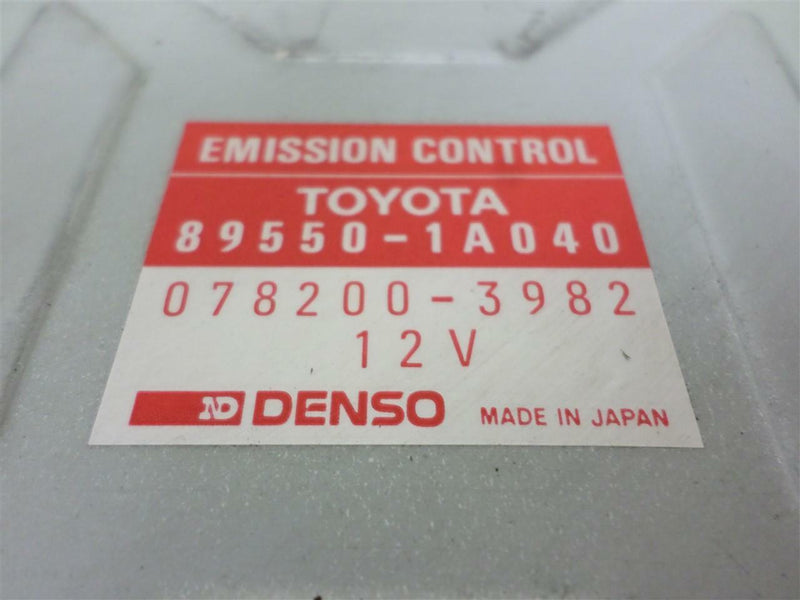 EMISSION CONTROL
TOYOTA
89550-1A040
078200-3982
12V
ND DENSO MADE IN JAPAN